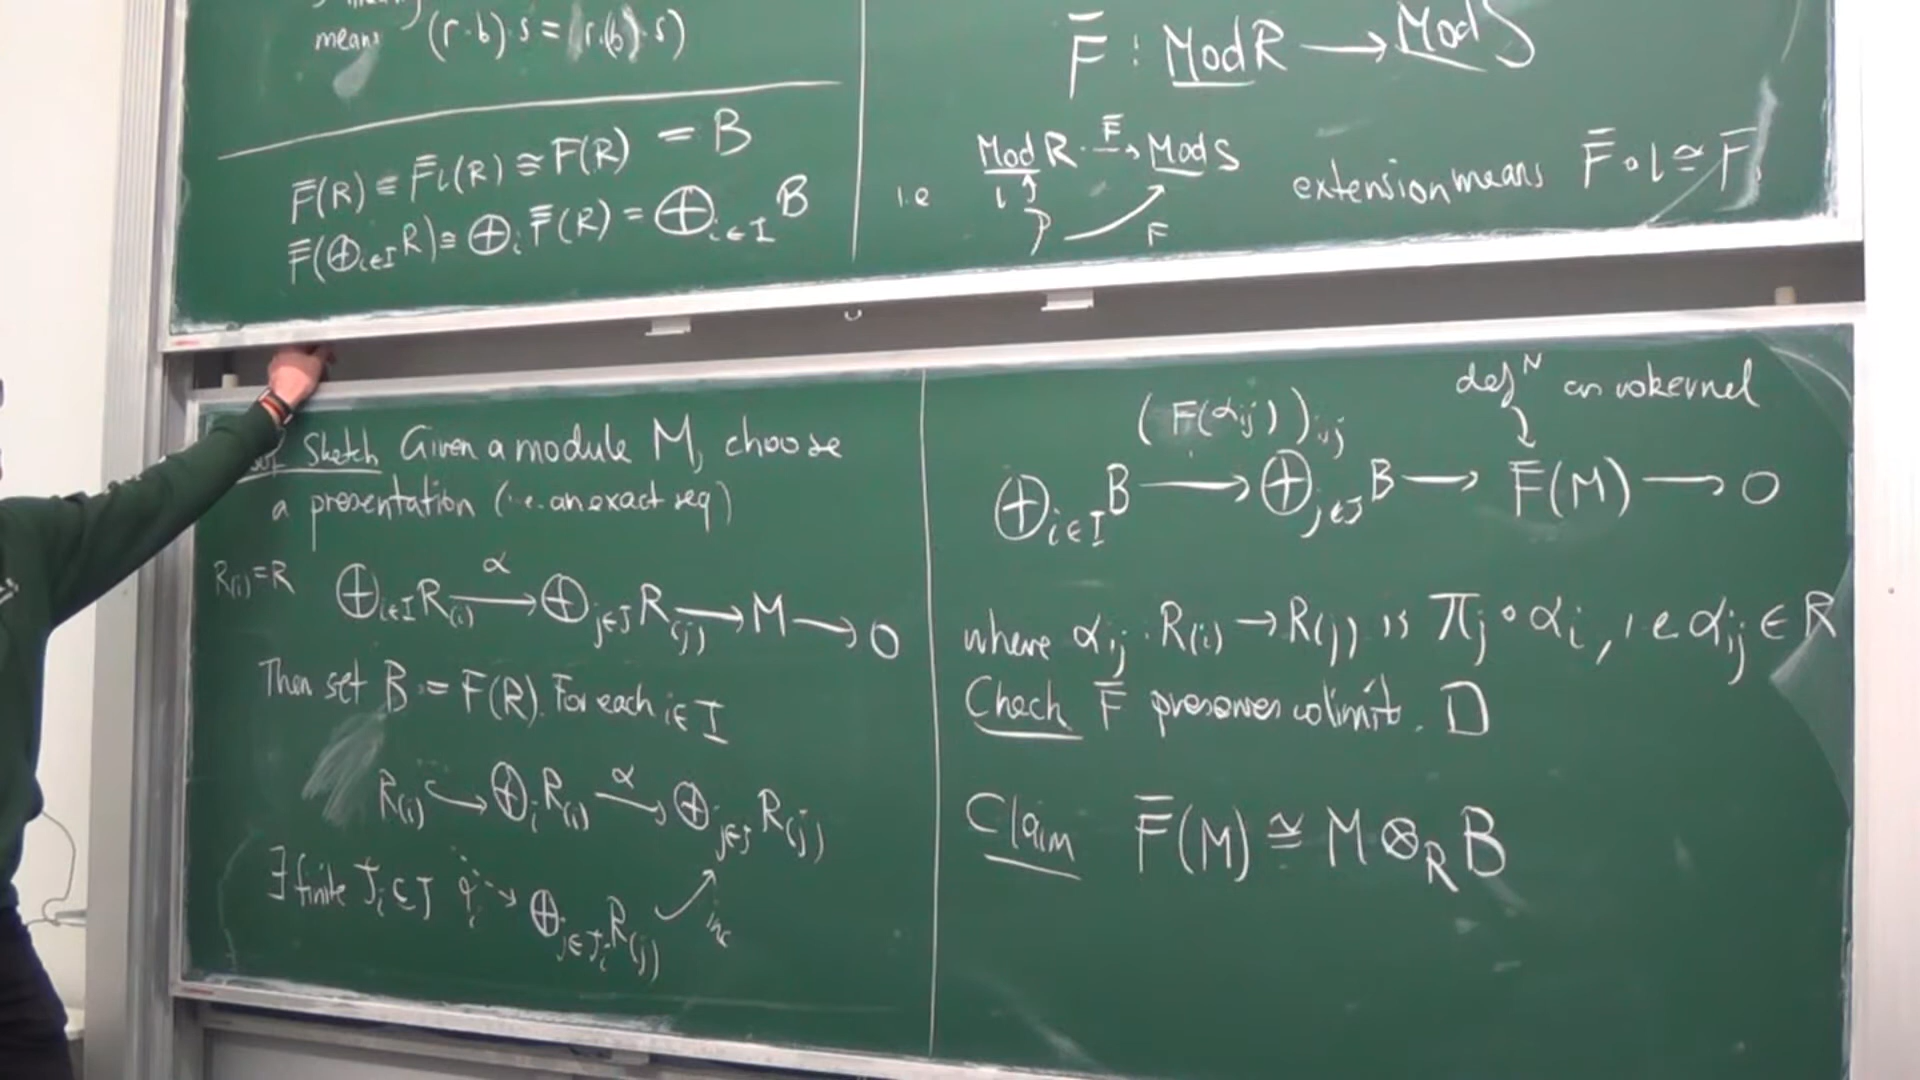 means (r·b)·s = r·(b·s)
F̄(R) = F̄ι(R) ≅ F(R) = B
F̄(⊕_{i∈I} R) ≅ ⊕_i F̄(R) = ⊕_{i∈I} B
F̄ : Mod R ⟶ Mod S
Mod R F̄→ Mod S
i.e ι↑ extension means F̄∘ι ≅ F
P F
Sketch Given a module M, choose
a presentation (i.e. an exact seq)
R_(i) = R ⊕_{i∈I} R_(i) —α→ ⊕_{j∈J} R_(j) ⟶ M ⟶ 0
Then set B := F(R). For each i∈I
R_(i) ↪ ⊕_i R_(i) —α→ ⊕_{j∈J} R_(j)
∃ finite J_i ⊆ J α_i ⇢ ⊕_{j∈J_i} R_(j) inc
defᴺ as cokernel
(F(α_ij))_{i,j} ↓
⊕_{i∈I} B ⟶ ⊕_{j∈J} B ⟶ F̄(M) ⟶ 0
where α_ij : R_(i) → R_(j) is π_j∘α_i, i.e α_ij ∈ R
Check F̄ preserves colimits. □
Claim F̄(M) ≅ M ⊗_R B